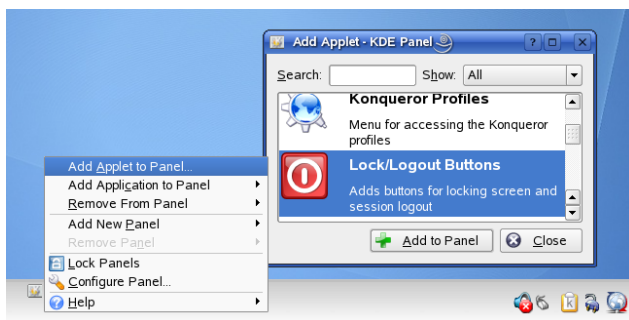 Add Applet - KDE Panel
Search:
Show: All
Konqueror Profiles
Menu for accessing the Konqueror
profiles
Lock/Logout Buttons
Adds buttons for locking screen and
session logout
Add to Panel
Close
Add Applet to Panel...
Add Application to Panel
Remove From Panel
Add New Panel
Remove Panel
Lock Panels
Configure Panel...
Help